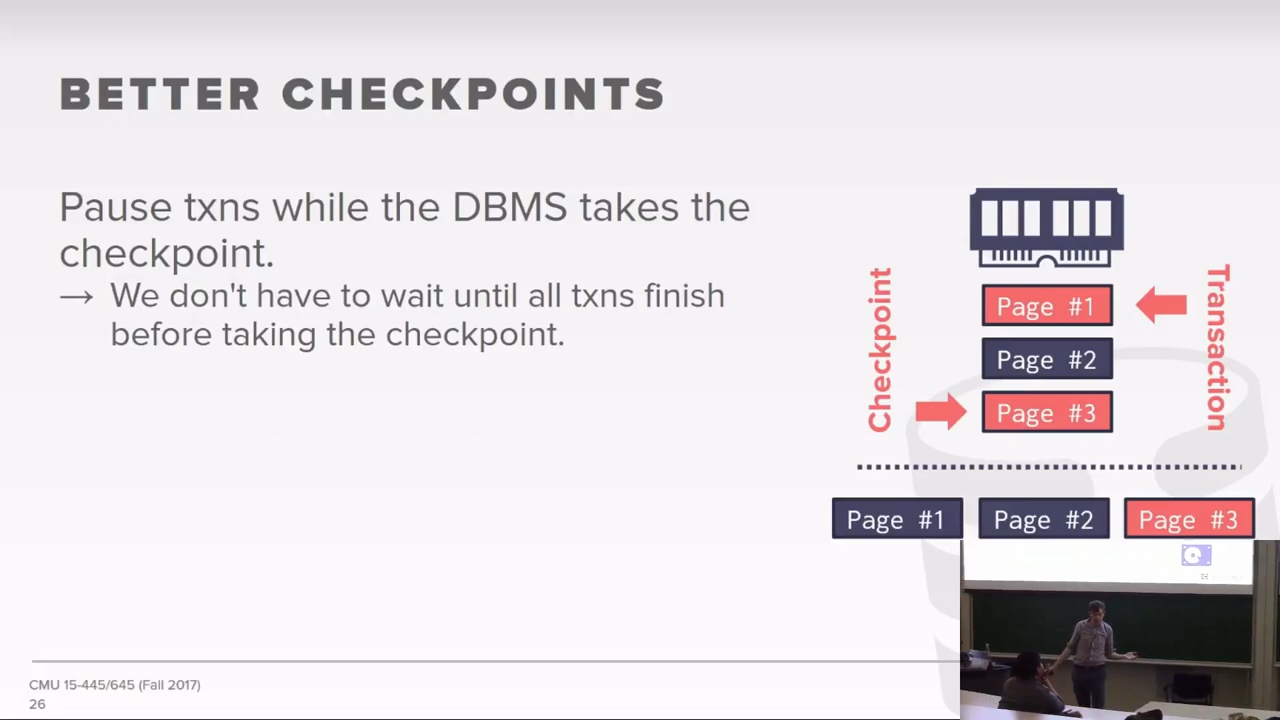 BETTER CHECKPOINTS
Pause txns while the DBMS takes the
checkpoint.
→ We don't have to wait until all txns finish
before taking the checkpoint.
Checkpoint
Page #1
Page #2
Page #3
Transaction
Page #1 Page #2 Page #3
CMU 15-445/645 (Fall 2017)
26